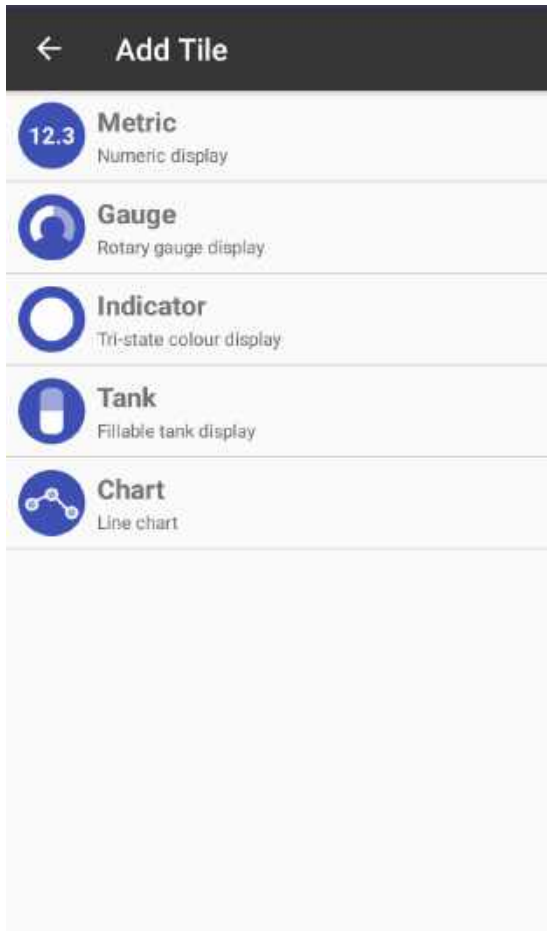 Add Tile
12.3
Metric
Numeric display
Gauge
Rotary gauge display
Indicator
Tri-state colour display
Tank
Fillable tank display
Chart
Line chart